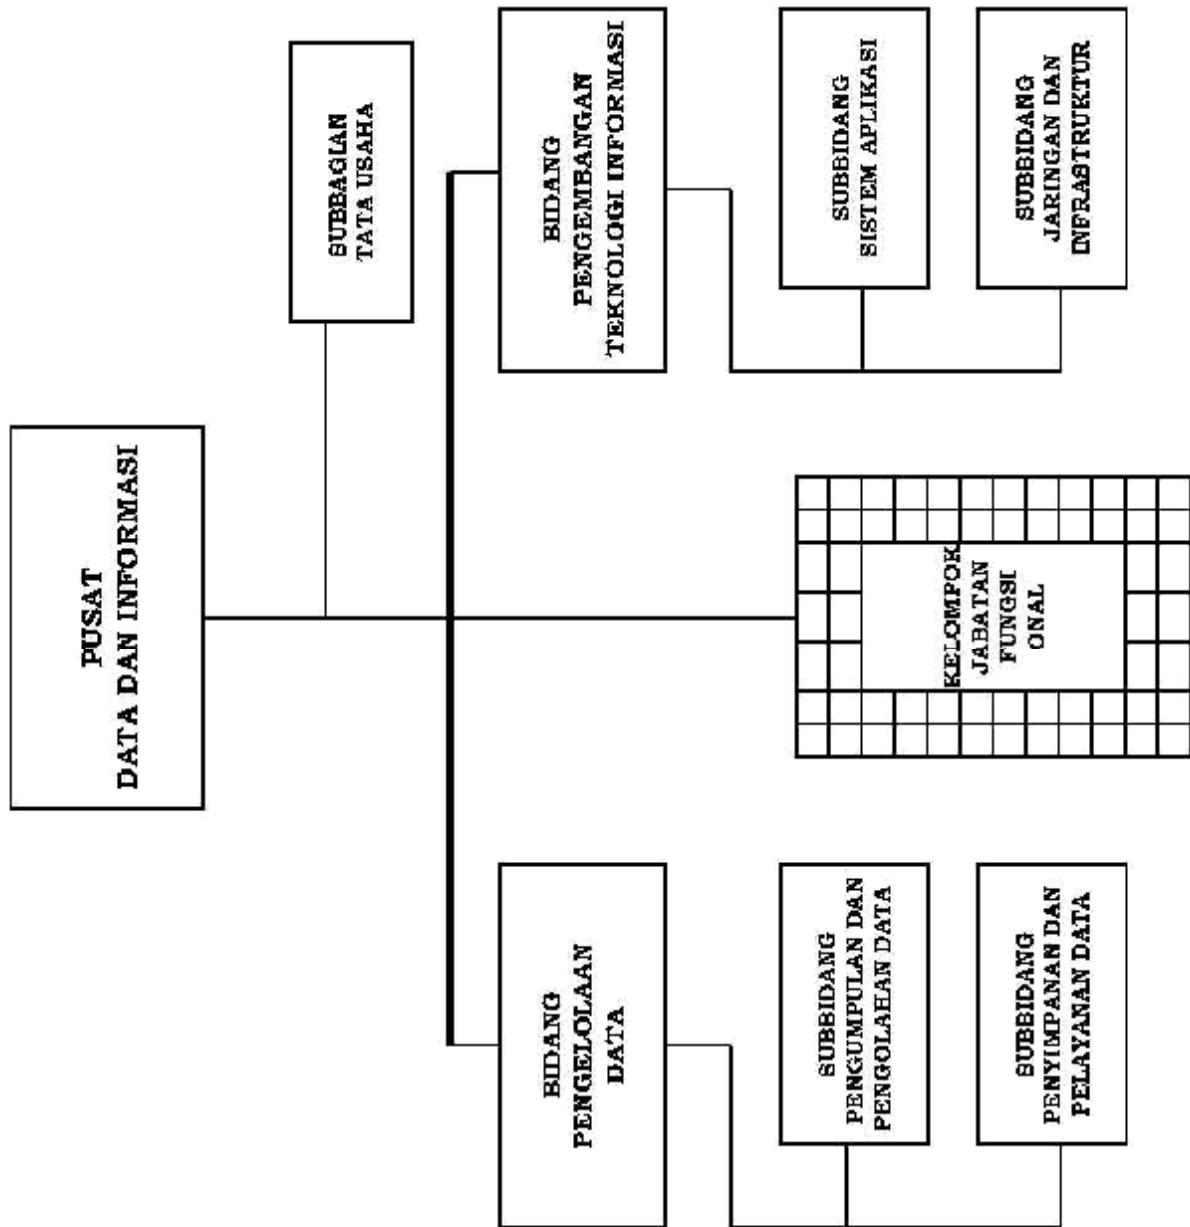 PUSAT
DATA DAN INFORMASI
SUBBAGIAN
TATA USAHA
BIDANG
PENGELOLAAN
DATA
BIDANG
PENGEMBANGAN
TEKNOLOGI INFORMASI
SUBBIDANG
PENGUMPULAN DAN
PENGOLAHAN DATA
KELOMPOK
JABATAN
FUNGSI
ONAL
SUBBIDANG
SISTEM APLIKASI
SUBBIDANG
PENYIMPANAN DAN
PELAYANAN DATA
SUBBIDANG
JARINGAN DAN
INFRASTRUKTUR